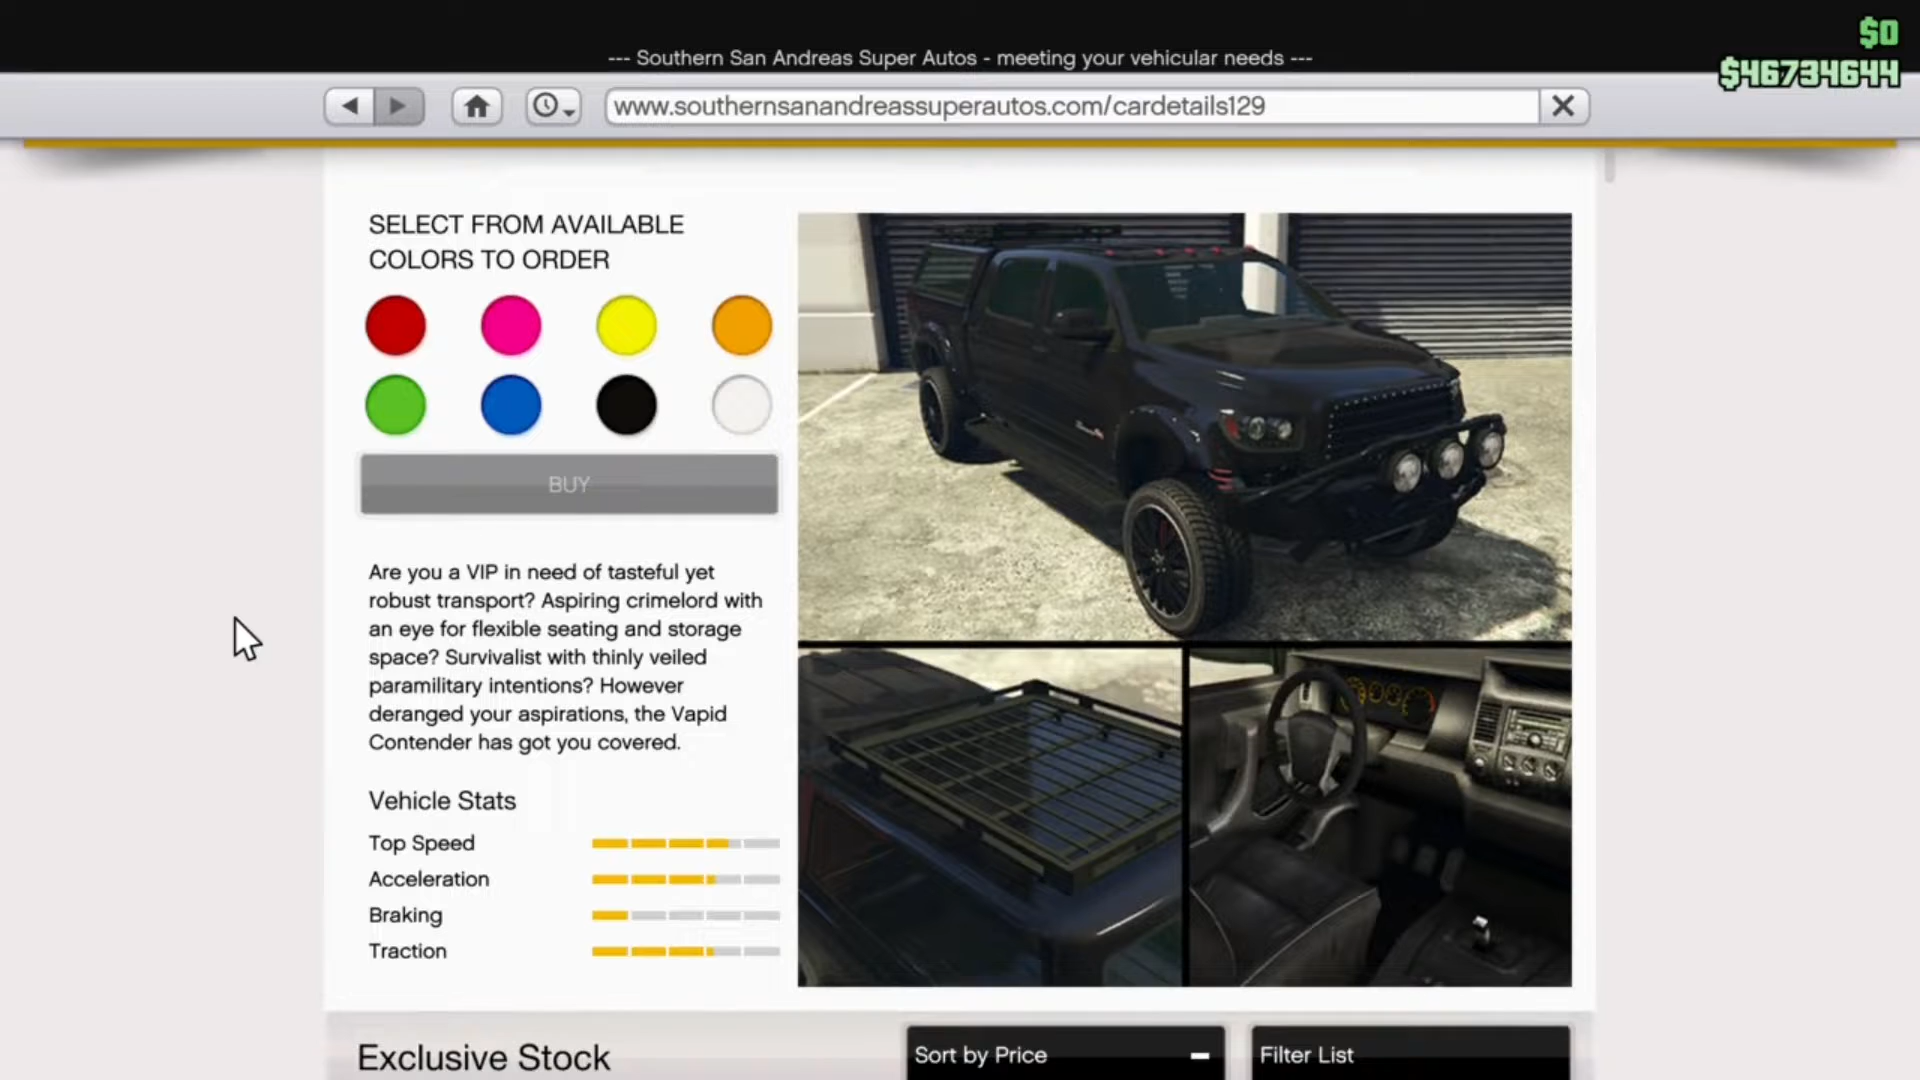 $0
--- Southern San Andreas Super Autos - meeting your vehicular needs ---
$46734644
www.southernsanandreassuperautos.com/cardetails129
SELECT FROM AVAILABLE
COLORS TO ORDER
BUY
Are you a VIP in need of tasteful yet
robust transport? Aspiring crimelord with
an eye for flexible seating and storage
space? Survivalist with thinly veiled
paramilitary intentions? However
deranged your aspirations, the Vapid
Contender has got you covered.
Vehicle Stats
Top Speed
Acceleration
Braking
Traction
Exclusive Stock
Sort by Price
Filter List